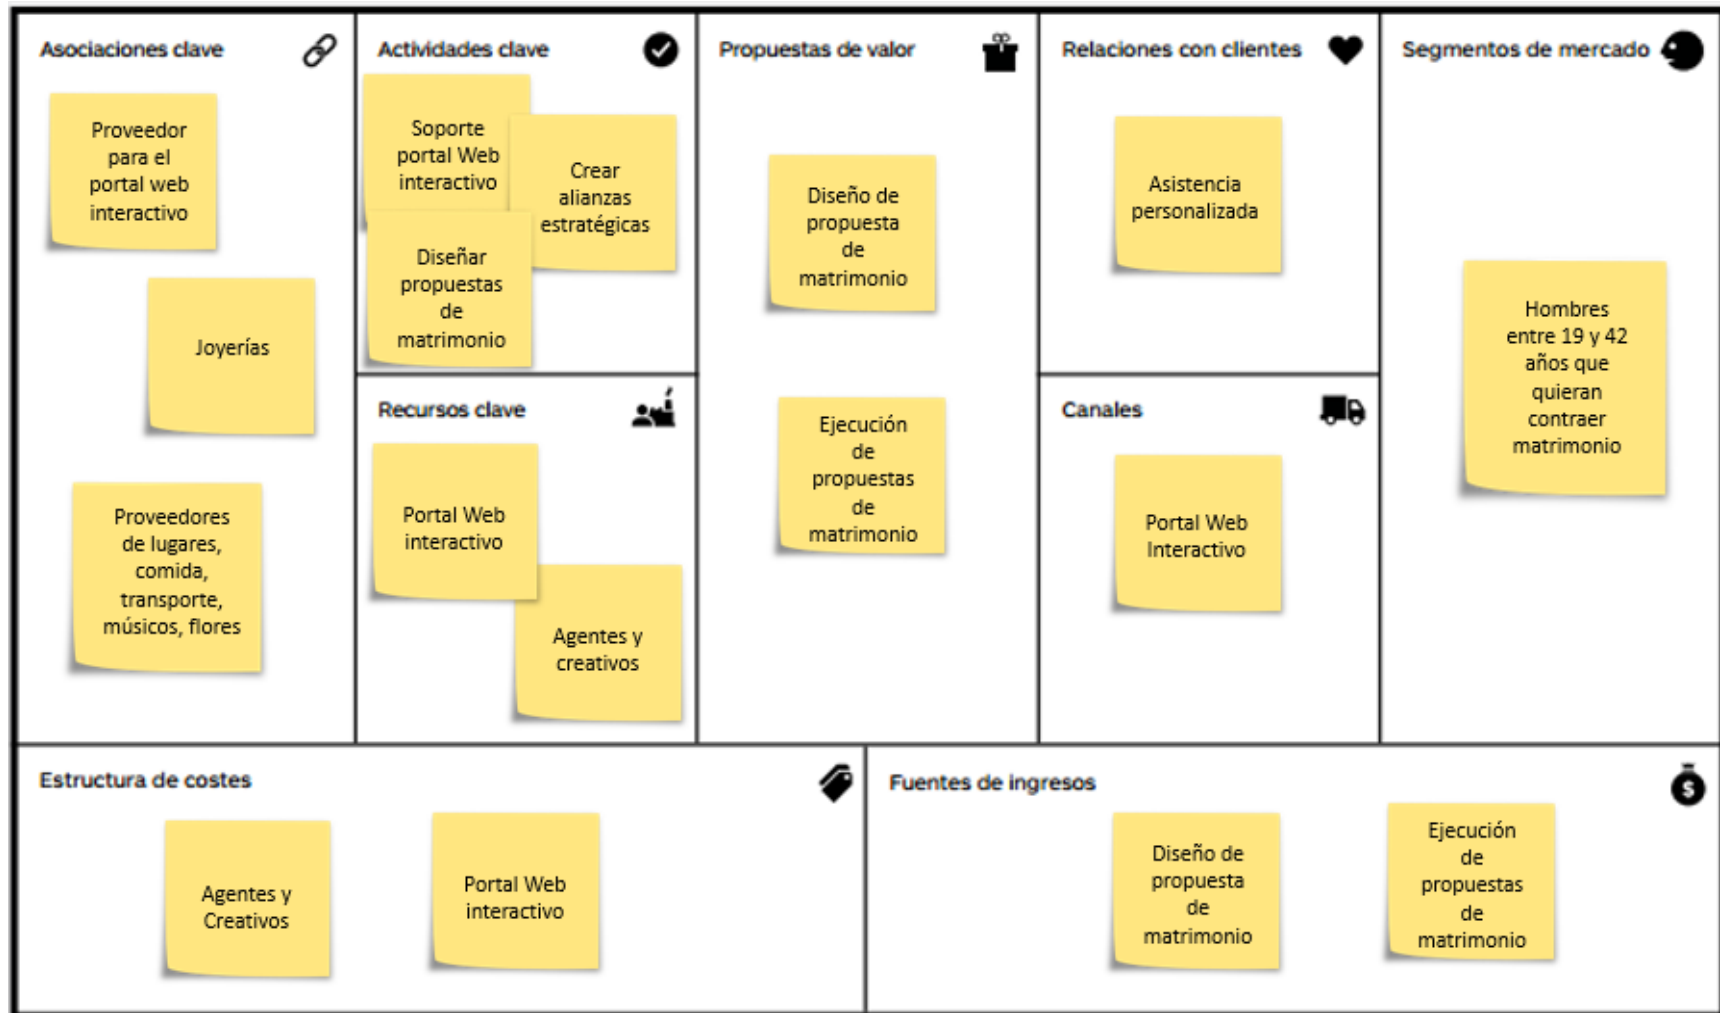 Asociaciones clave
Proveedor
para el
portal web
interactivo
Joyerías
Proveedores
de lugares,
comida,
transporte,
músicos, flores
Actividades clave
Soporte
portal Web
interactivo
Crear
alianzas
estratégicas
Diseñar
propuestas
de
matrimonio
Recursos clave
Portal Web
interactivo
Agentes y
creativos
Propuestas de valor
Diseño de
propuesta
de
matrimonio
Ejecución
de
propuestas
de
matrimonio
Relaciones con clientes
Asistencia
personalizada
Canales
Portal Web
Interactivo
Segmentos de mercado
Hombres
entre 19 y 42
años que
quieran
contraer
matrimonio
Estructura de costes
Agentes y
Creativos
Portal Web
interactivo
Fuentes de ingresos
$
Diseño de
propuesta
de
matrimonio
Ejecución
de
propuestas
de
matrimonio